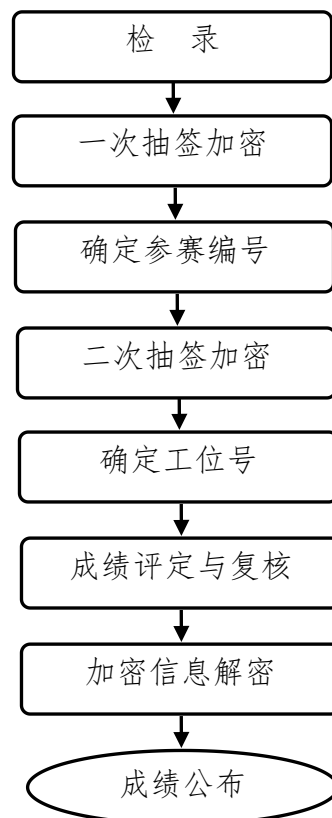 检 录
一次抽签加密
确定参赛编号
二次抽签加密
确定工位号
成绩评定与复核
加密信息解密
成绩公布